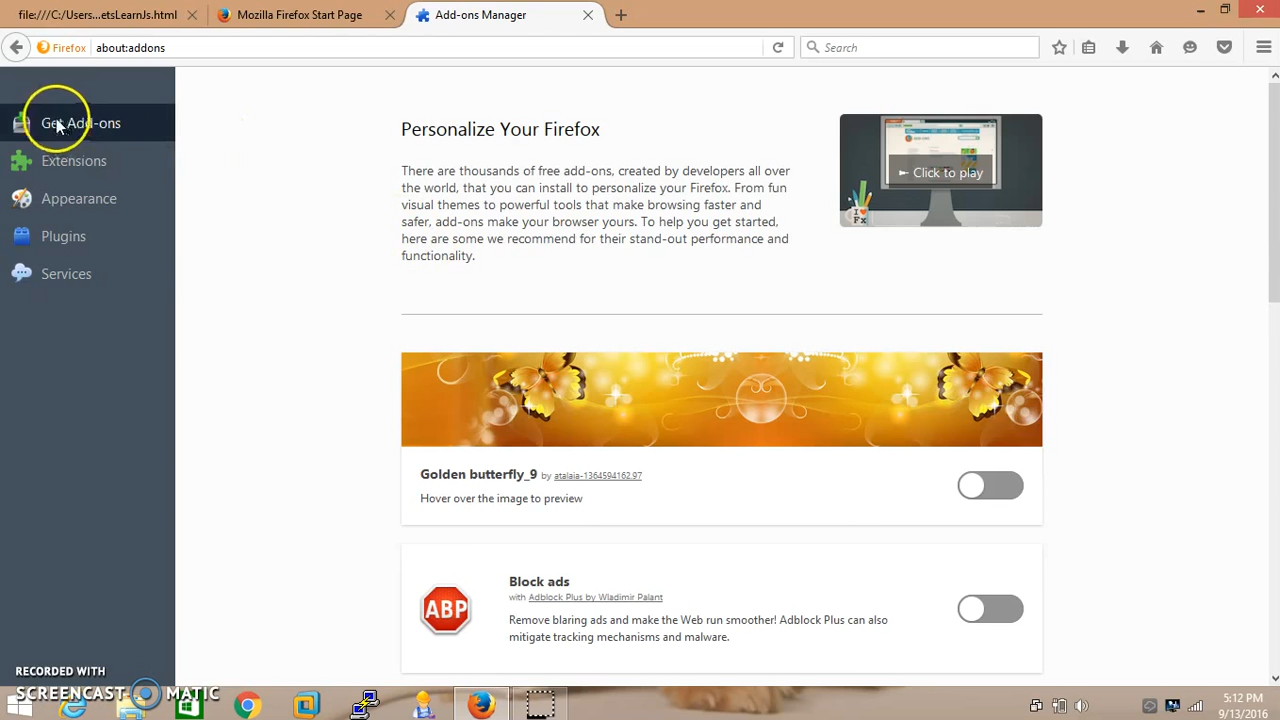 file:///C:/Users...etsLearnJs.html
Mozilla Firefox Start Page
Add-ons Manager
Firefox
about:addons
Search
Get Add-ons
Extensions
Appearance
Plugins
Services
Personalize Your Firefox
There are thousands of free add-ons, created by developers all over
the world, that you can install to personalize your Firefox. From fun
visual themes to powerful tools that make browsing faster and
safer, add-ons make your browser yours. To help you get started,
here are some we recommend for their stand-out performance and
functionality.
Click to play
I
Fx
Golden butterfly_9 by atalaia-1364594162.97
Hover over the image to preview
ABP
Block ads
with Adblock Plus by Wladimir Palant
Remove blaring ads and make the Web run smoother! Adblock Plus can also
mitigate tracking mechanisms and malware.
RECORDED WITH
SCREENCAST MATIC
5:12 PM
9/13/2016